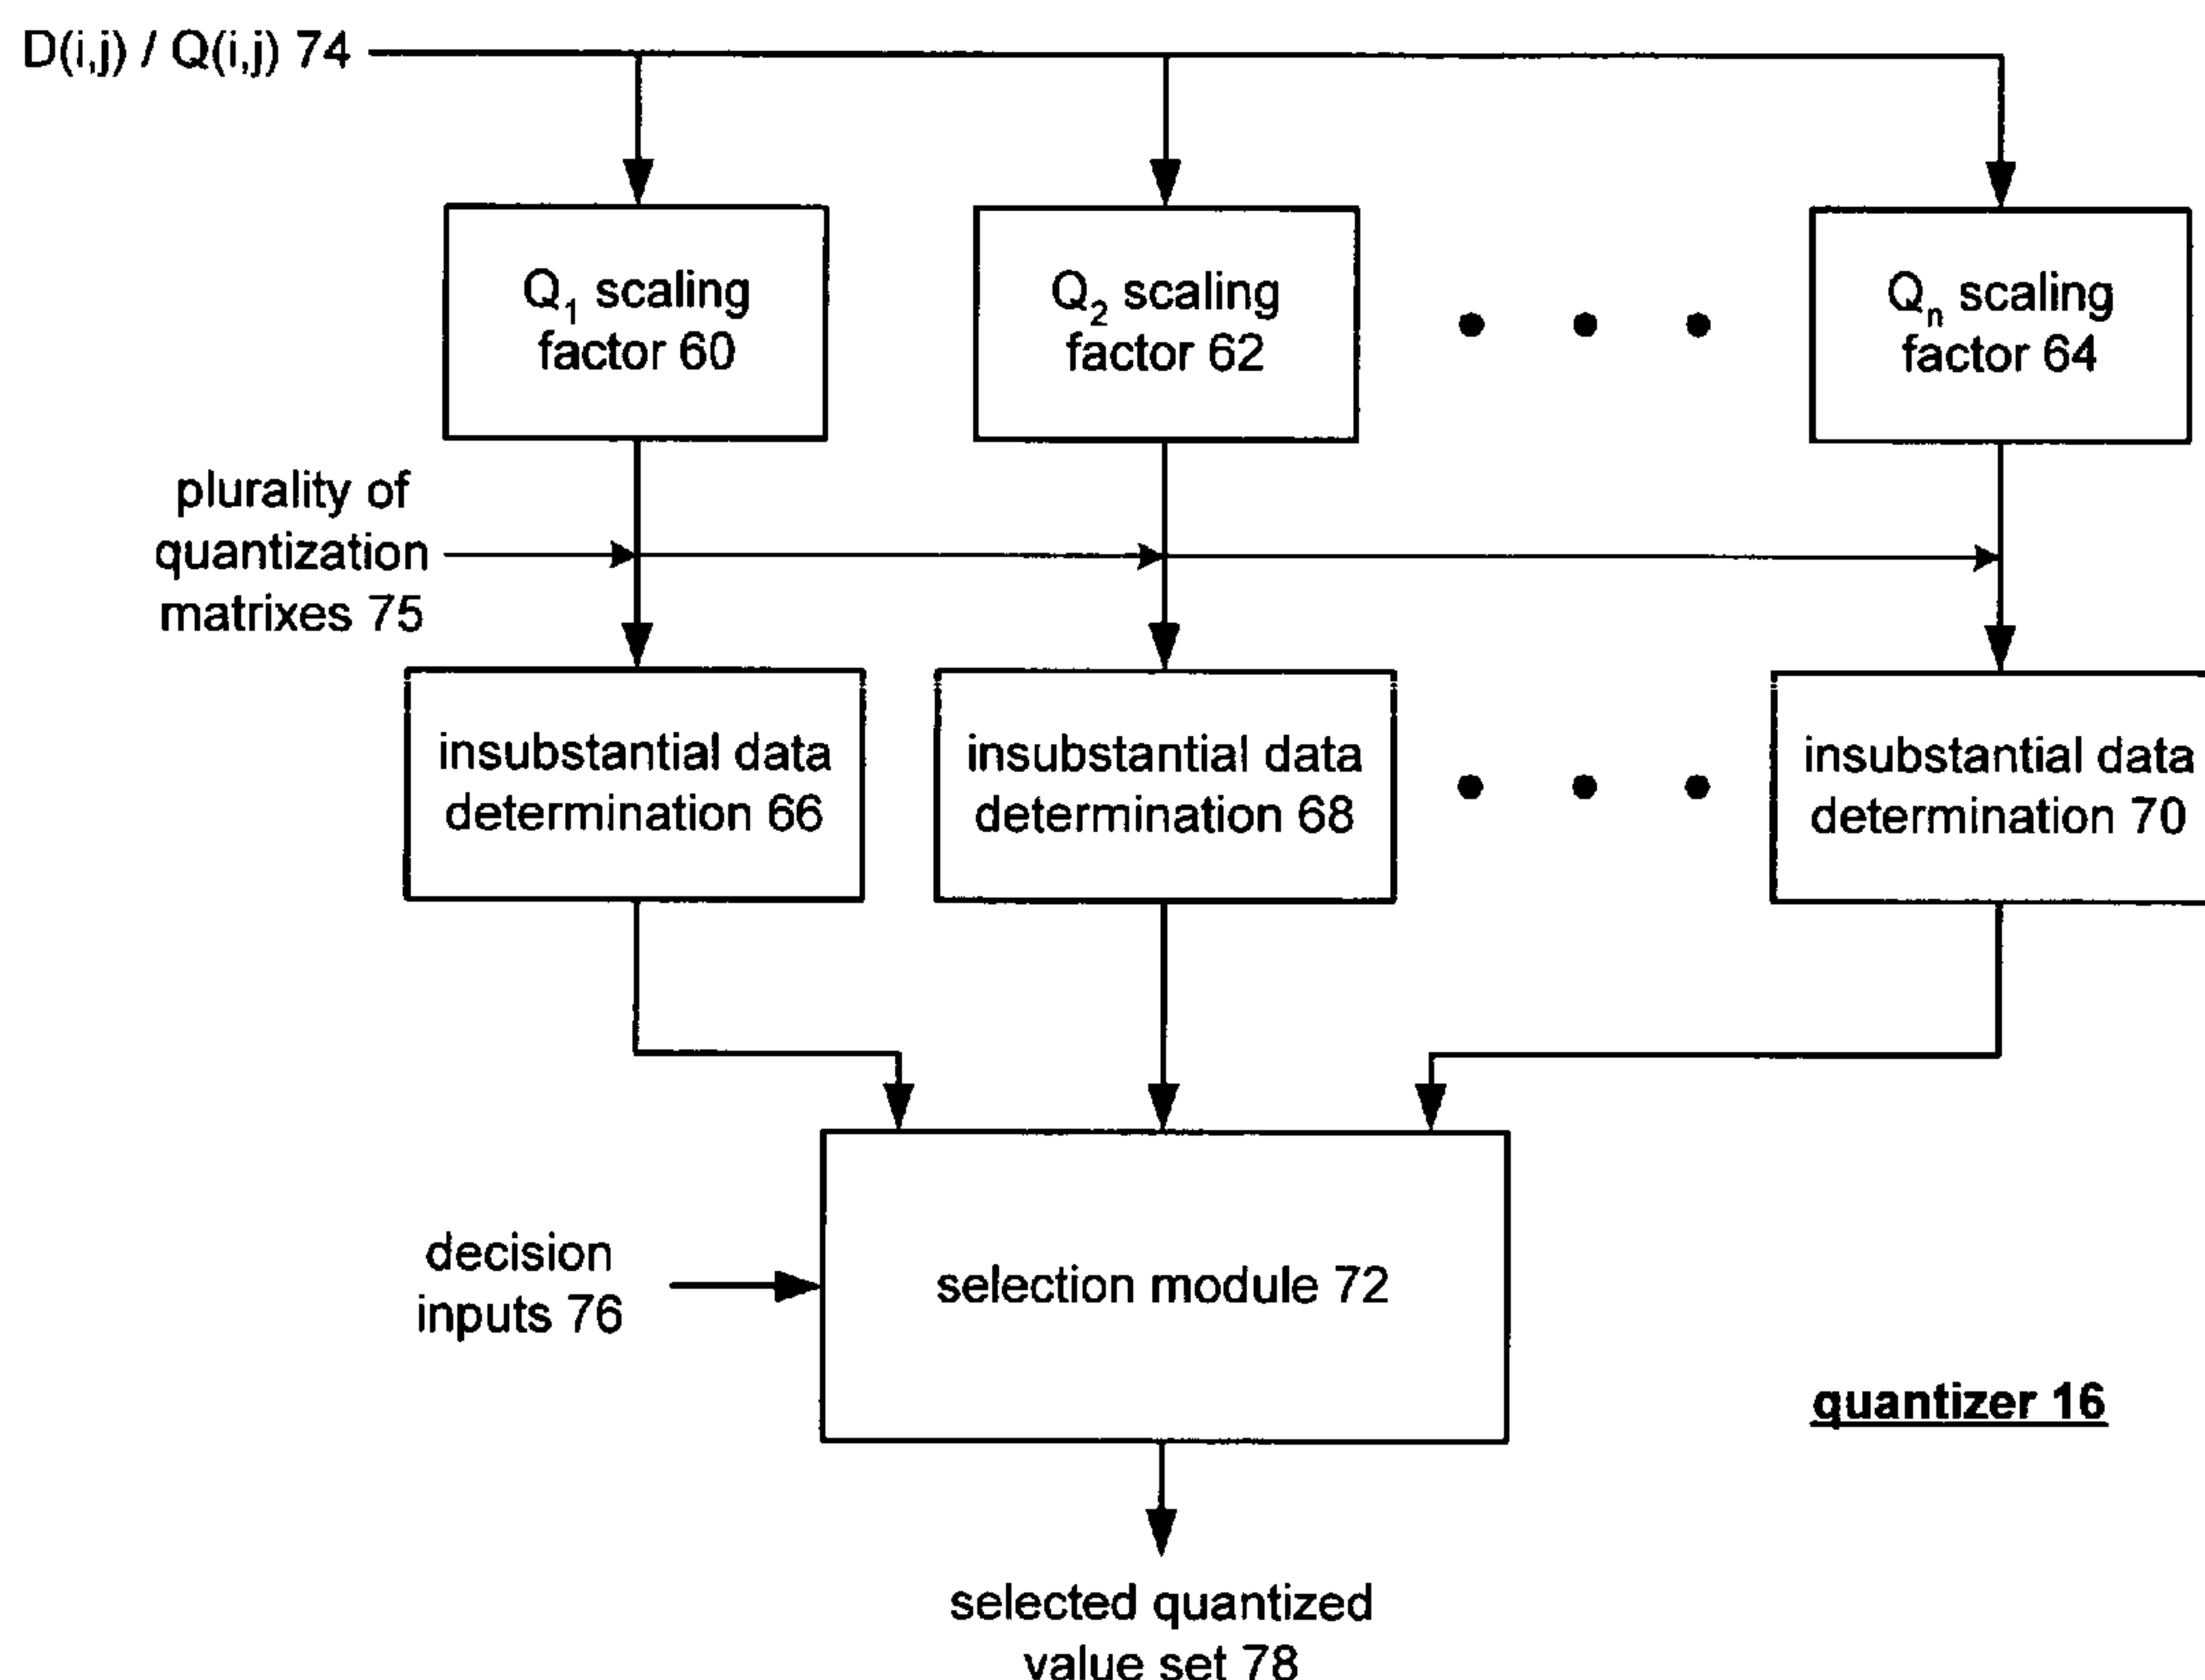 D(i,j) / Q(i,j) 74
Q1 scaling
factor 60
Q2 scaling
factor 62
Qn scaling
factor 64
plurality of
quantization
matrixes 75
insubstantial data
determination 66
insubstantial data
determination 68
insubstantial data
determination 70
decision
inputs 76
selection module 72
quantizer 16
selected quantized
value set 78